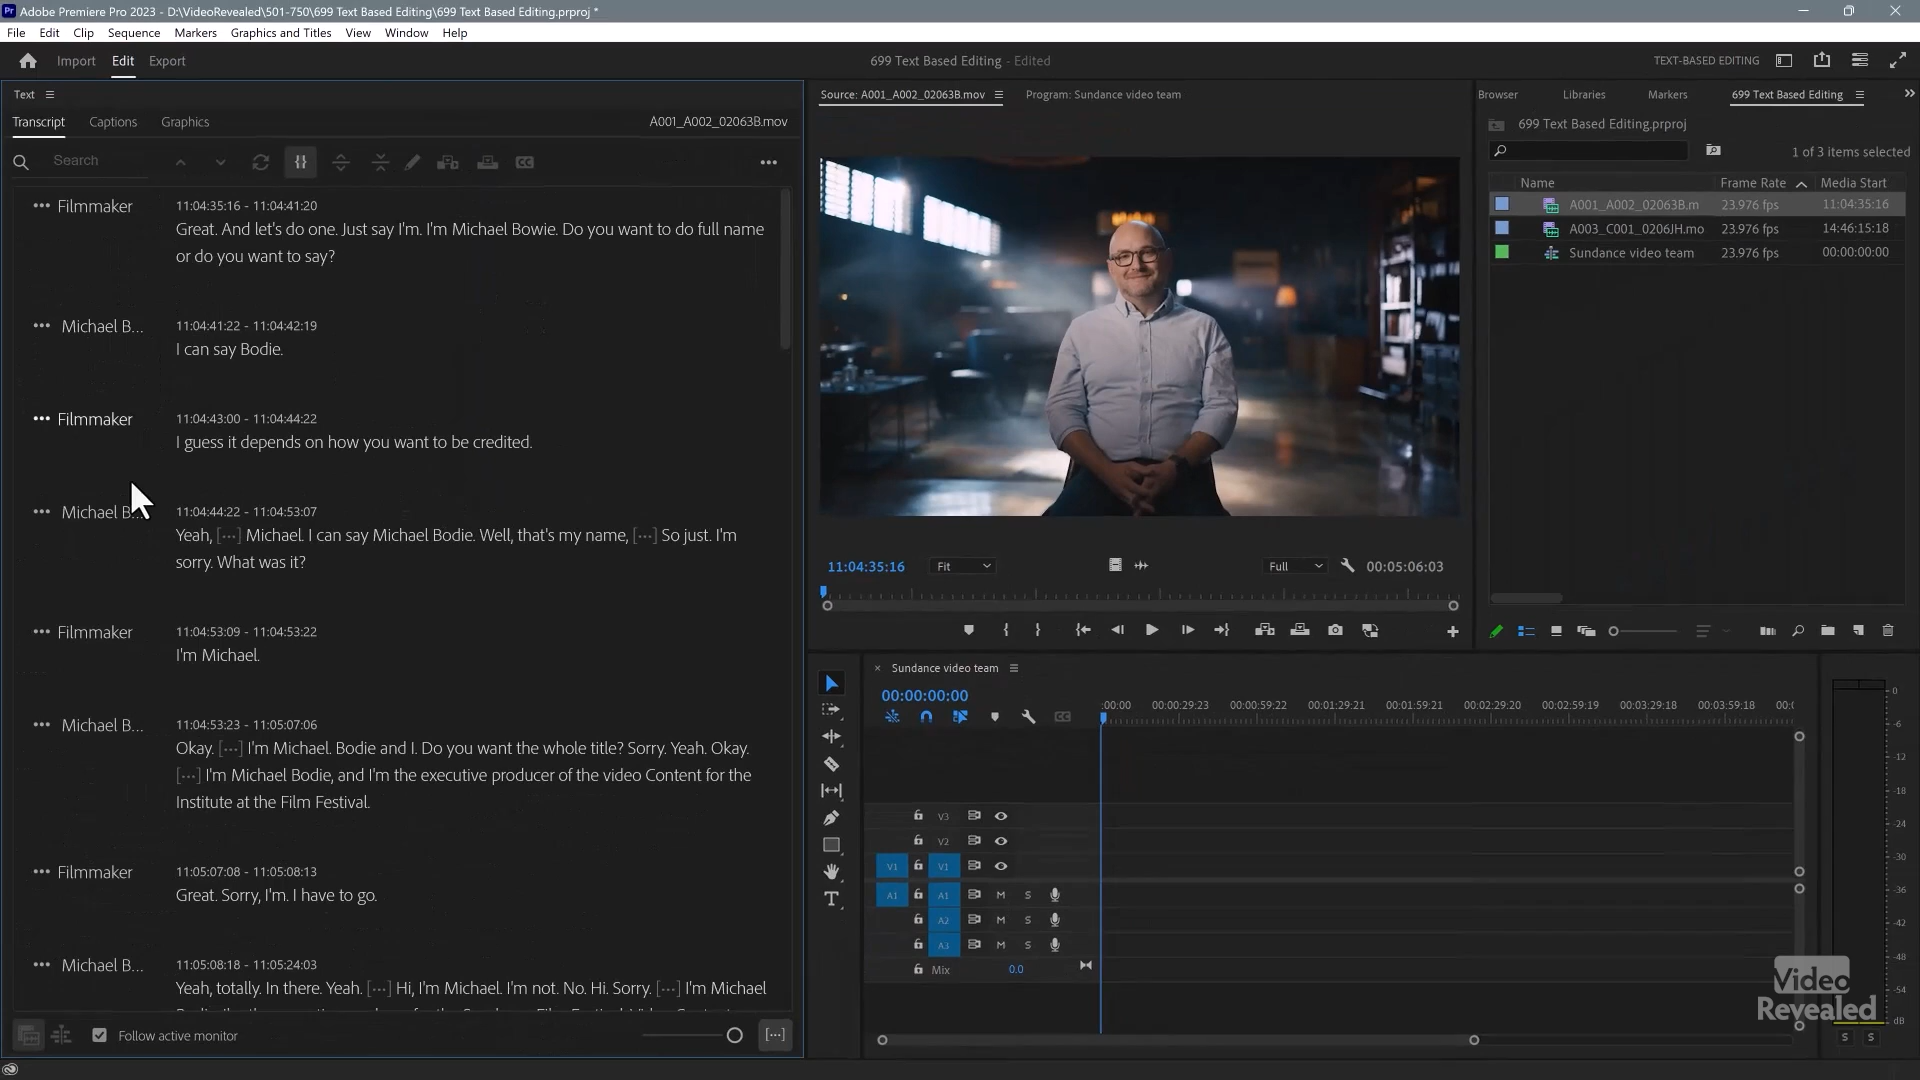 Adobe Premiere Pro 2023 - D:\VideoRevealed\501-750\699 Text Based Editing\699 Text Based Editing.prproj *
File Edit Clip Sequence Markers Graphics and Titles View Window Help
Import Edit Export
699 Text Based Editing - Edited
TEXT-BASED EDITING
Text
Transcript Captions Graphics
A001_A002_02063B.mov
Search
Filmmaker
11:04:35:16 - 11:04:41:20
Great. And let's do one. Just say I'm. I'm Michael Bowie. Do you want to do full name
or do you want to say?
Michael B...
11:04:41:22 - 11:04:42:19
I can say Bodie.
Filmmaker
11:04:43:00 - 11:04:44:22
I guess it depends on how you want to be credited.
Michael B...
11:04:44:22 - 11:04:53:07
Yeah, [...] Michael. I can say Michael Bodie. Well, that's my name, [...] So just. I'm
sorry. What was it?
Filmmaker
11:04:53:09 - 11:04:53:22
I'm Michael.
Michael B...
11:04:53:23 - 11:05:07:06
Okay. [...] I'm Michael. Bodie and I. Do you want the whole title? Sorry. Yeah. Okay.
[...] I'm Michael Bodie, and I'm the executive producer of the video Content for the
Institute at the Film Festival.
Filmmaker
11:05:07:08 - 11:05:08:13
Great. Sorry, I'm. I have to go.
Michael B...
11:05:08:18 - 11:05:24:03
Yeah, totally. In there. Yeah. [...] Hi, I'm Michael. I'm not. No. Hi. Sorry. [...] I'm Michael
Follow active monitor
[...]
Source: A001_A002_02063B.mov
Program: Sundance video team
11:04:35:16
Fit
Full
00:05:06:03
Browser Libraries Markers 699 Text Based Editing
699 Text Based Editing.prproj
1 of 3 items selected
Name Frame Rate Media Start
A001_A002_02063B.m 23.976 fps 11:04:35:16
A003_C001_0206JH.mo 23.976 fps 14:46:15:18
Sundance video team 23.976 fps 00:00:00:00
× Sundance video team
00:00:00:00
:00:00 00:00:29:23 00:00:59:22 00:01:29:21 00:01:59:21 00:02:29:20 00:02:59:19 00:03:29:18 00:03:59:18 00:0
V3
V2
V1 V1
A1 A1 M S
A2 M S
A3 M S
Mix 0.0
0
-6
-12
-18
-24
-30
-36
-42
-48
-54
dB
S S
Video
Revealed